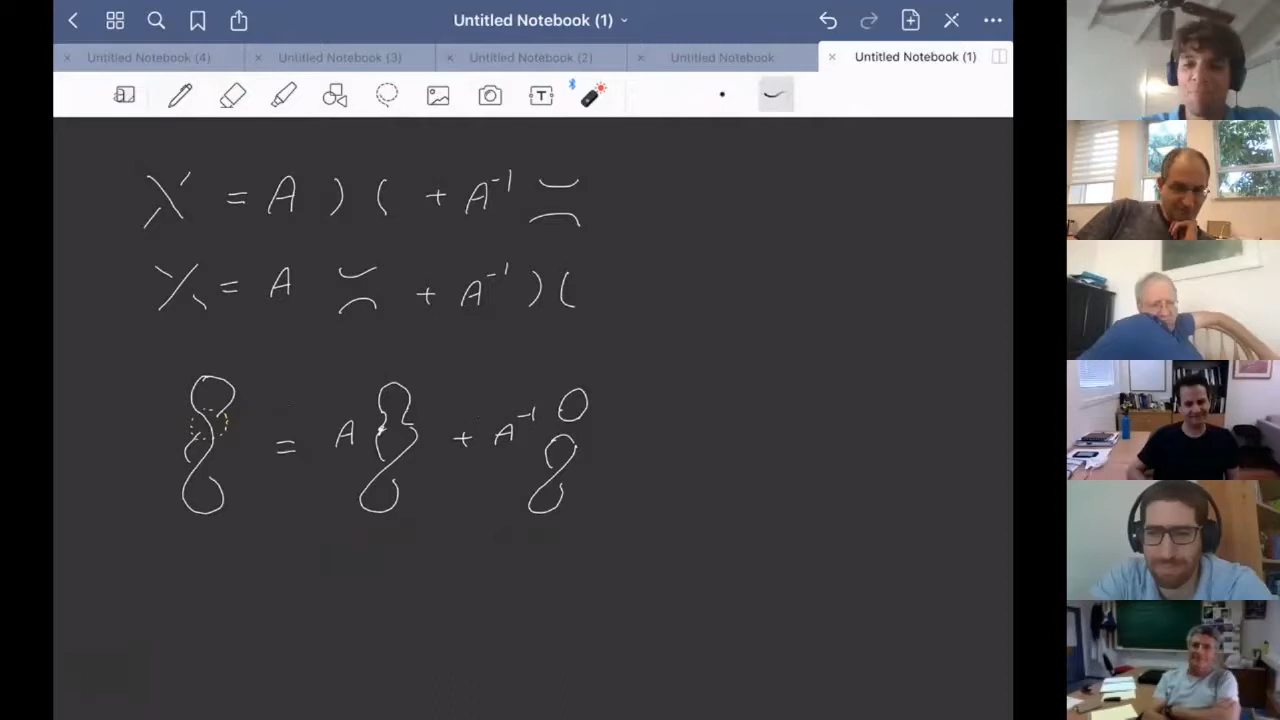 Untitled Notebook (1)
Untitled Notebook (4) Untitled Notebook (3) Untitled Notebook (2) Untitled Notebook Untitled Notebook (1)
T
= A ) ( + A⁻¹
= A + A⁻¹ ) (
= A + A⁻¹